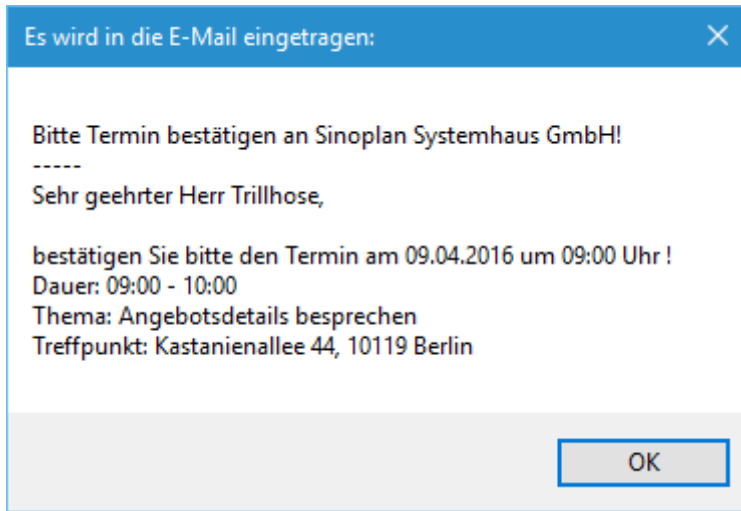 Es wird in die E-Mail eingetragen:
Bitte Termin bestätigen an Sinoplan Systemhaus GmbH!
-----
Sehr geehrter Herr Trillhose,
bestätigen Sie bitte den Termin am 09.04.2016 um 09:00 Uhr !
Dauer: 09:00 - 10:00
Thema: Angebotsdetails besprechen
Treffpunkt: Kastanienallee 44, 10119 Berlin
OK